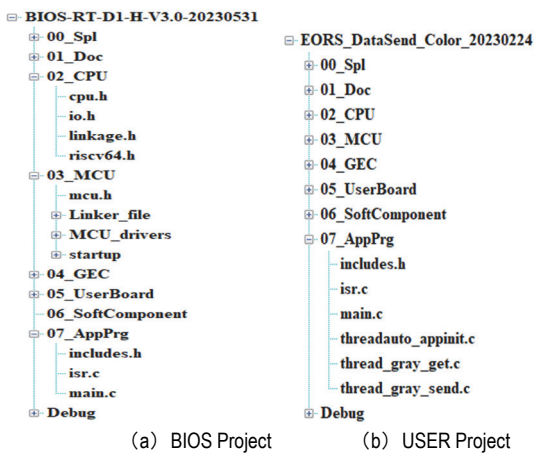 BIOS-RT-D1-H-V3.0-20230531
00_Spl
01_Doc
02_CPU
cpu.h
io.h
linkage.h
riscv64.h
03_MCU
mcu.h
Linker_file
MCU_drivers
startup
04_GEC
05_UserBoard
06_SoftComponent
07_AppPrg
includes.h
isr.c
main.c
Debug
(a) BIOS Project
EORS_DataSend_Color_20230224
00_Spl
01_Doc
02_CPU
03_MCU
04_GEC
05_UserBoard
06_SoftComponent
07_AppPrg
includes.h
isr.c
main.c
threadauto_appinit.c
thread_gray_get.c
thread_gray_send.c
Debug
(b) USER Project